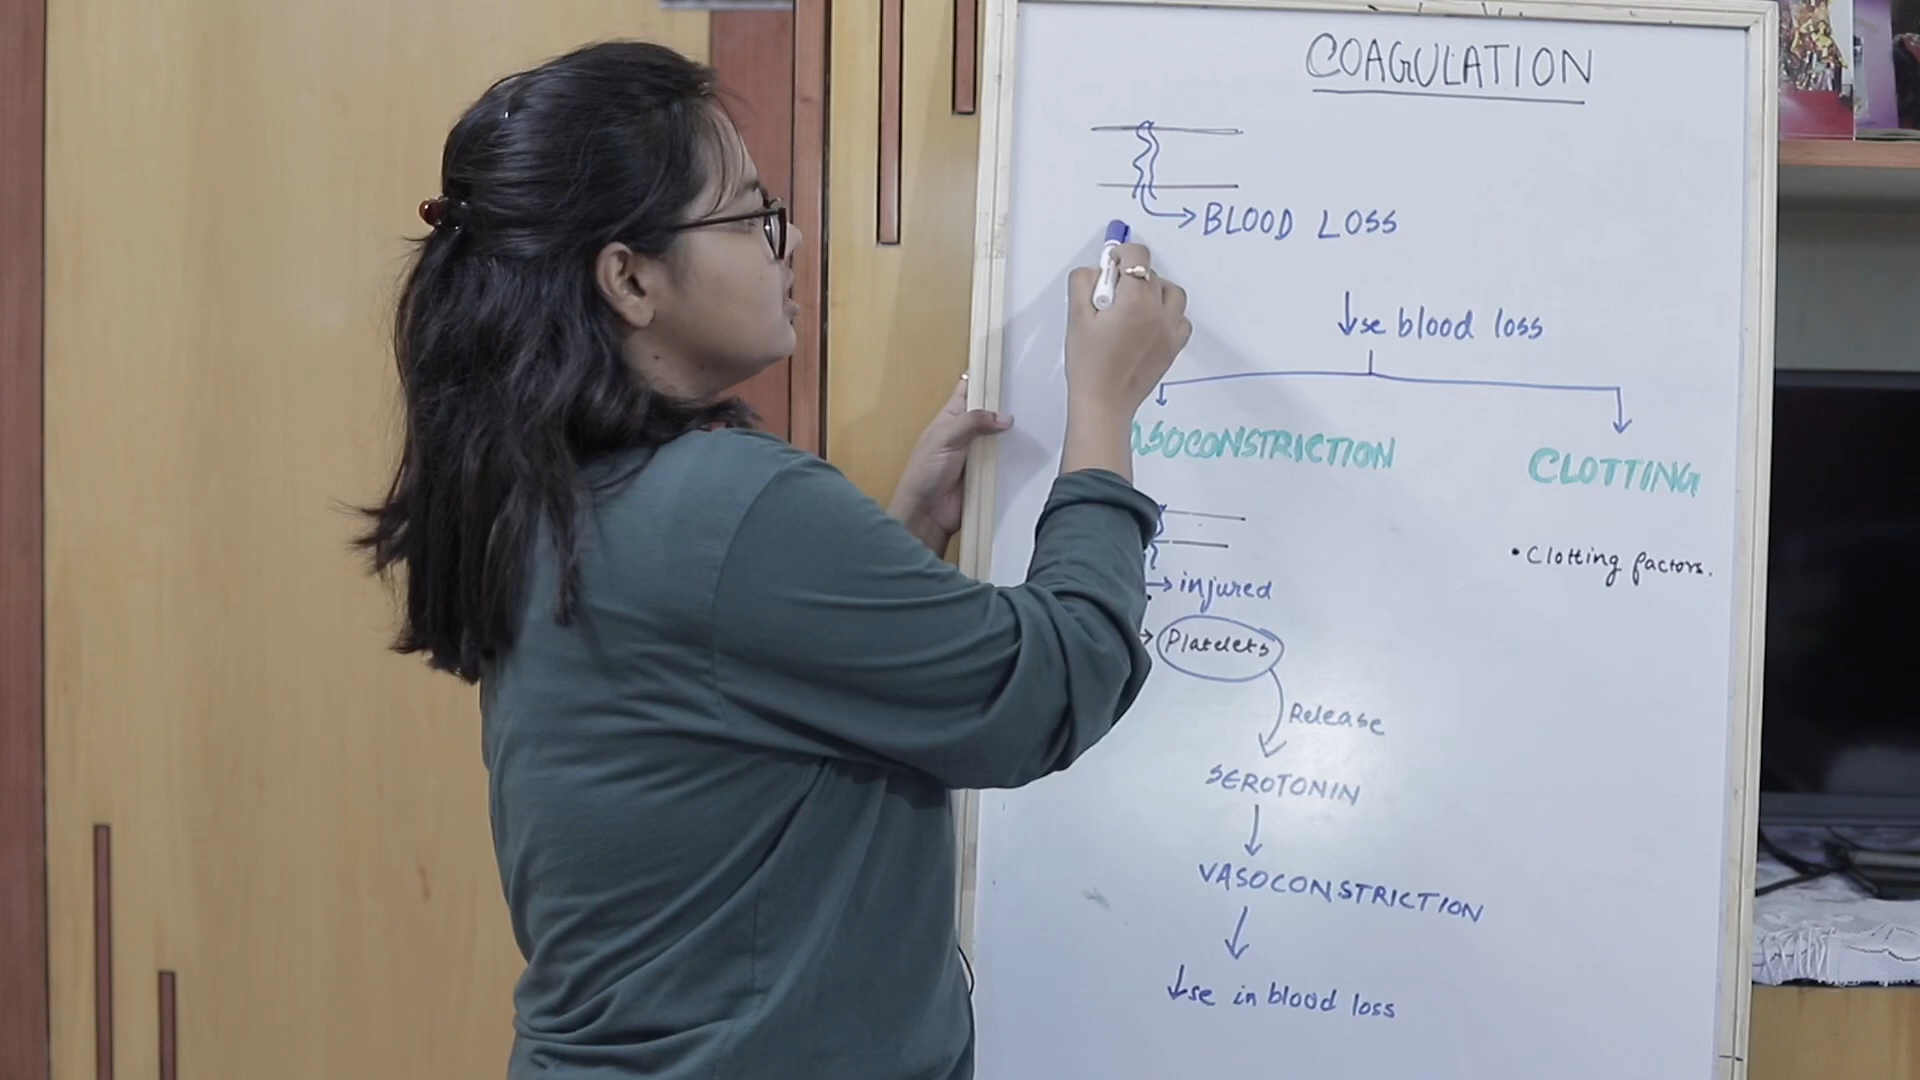 COAGULATION
BLOOD LOSS
↓se blood loss
ASOCONSTRICTION
CLOTTING
• Clotting factors.
injured
Platelets
Release
SEROTONIN
VASOCONSTRICTION
↓se in blood loss